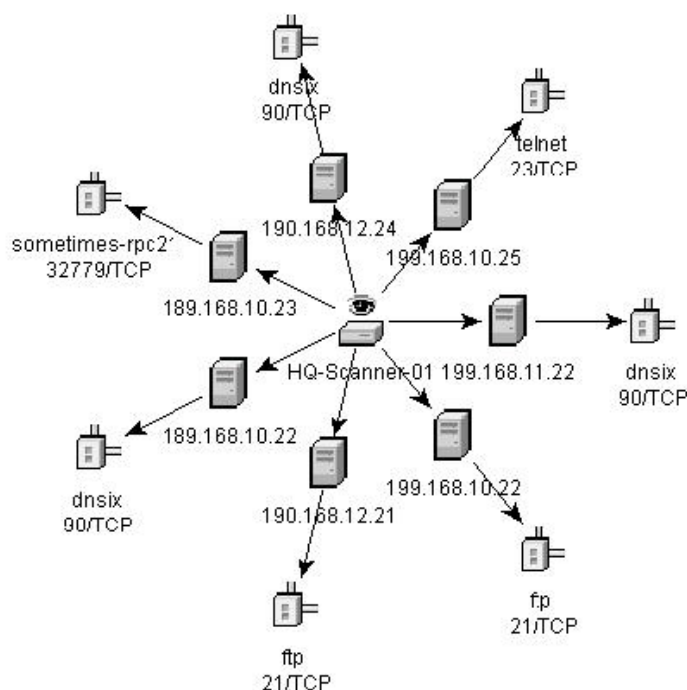 dnsix
90/TCP
telnet
23/TCP
190.168.12.24
199.168.10.25
sometimes-rpc21
32779/TCP
189.168.10.23
HQ-Scanner-01
199.168.11.22
dnsix
90/TCP
189.168.10.22
199.168.10.22
dnsix
90/TCP
190.168.12.21
ftp
21/TCP
ftp
21/TCP